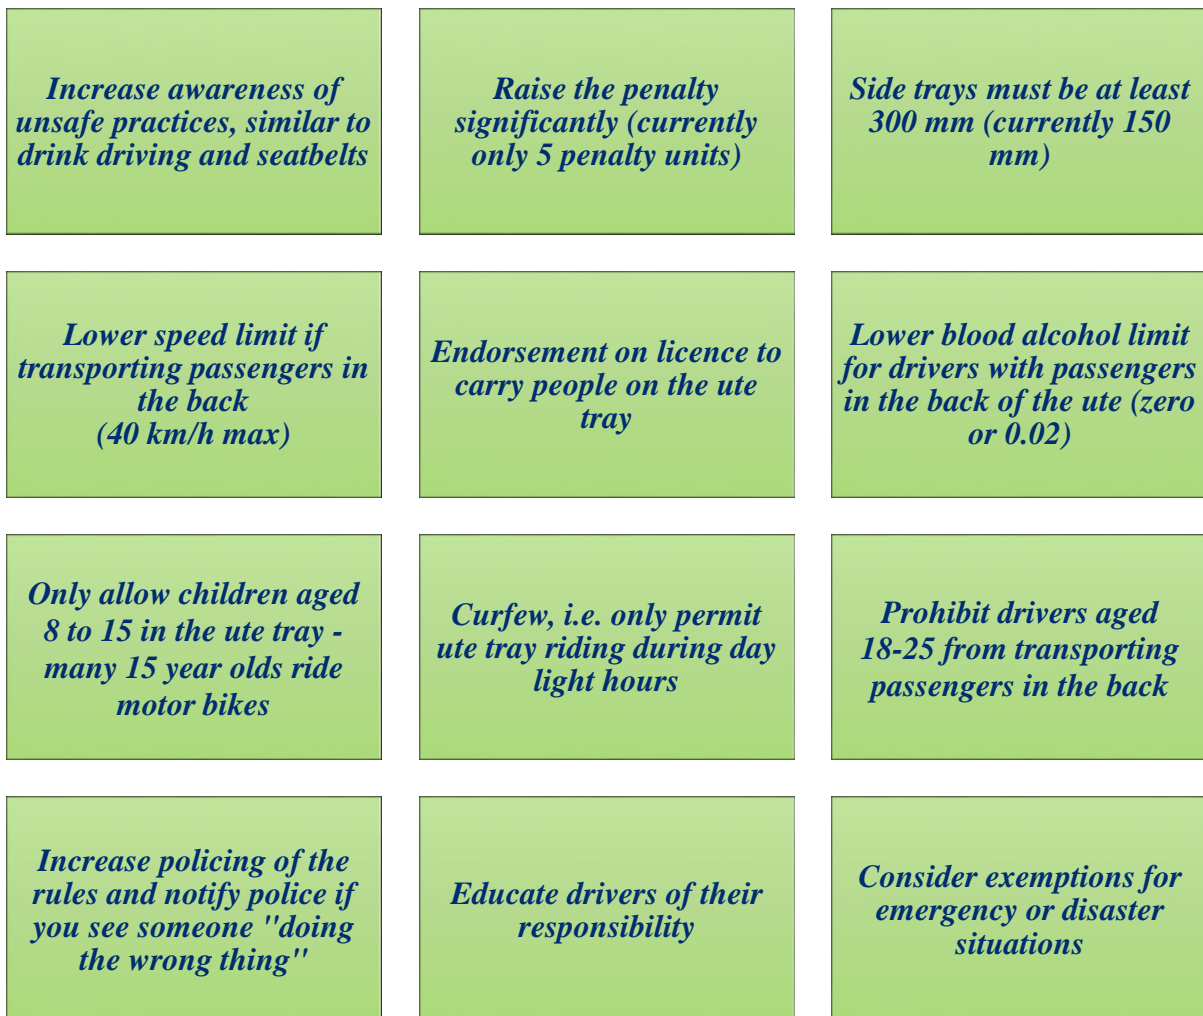 Increase awareness of
unsafe practices, similar to
drink driving and seatbelts
Raise the penalty
significantly (currently
only 5 penalty units)
Side trays must be at least
300 mm (currently 150
mm)
Lower speed limit if
transporting passengers in
the back
(40 km/h max)
Endorsement on licence to
carry people on the ute
tray
Lower blood alcohol limit
for drivers with passengers
in the back of the ute (zero
or 0.02)
Only allow children aged
8 to 15 in the ute tray -
many 15 year olds ride
motor bikes
Curfew, i.e. only permit
ute tray riding during day
light hours
Prohibit drivers aged
18-25 from transporting
passengers in the back
Increase policing of the
rules and notify police if
you see someone "doing
the wrong thing"
Educate drivers of their
responsibility
Consider exemptions for
emergency or disaster
situations